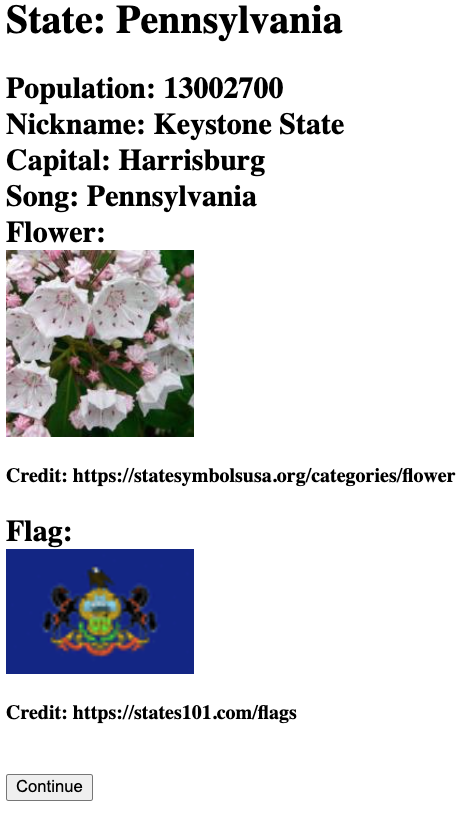 State: Pennsylvania
Population: 13002700
Nickname: Keystone State
Capital: Harrisburg
Song: Pennsylvania
Flower:
Credit: https://statesymbolsusa.org/categories/flower
Flag:
Credit: https://states101.com/flags
Continue